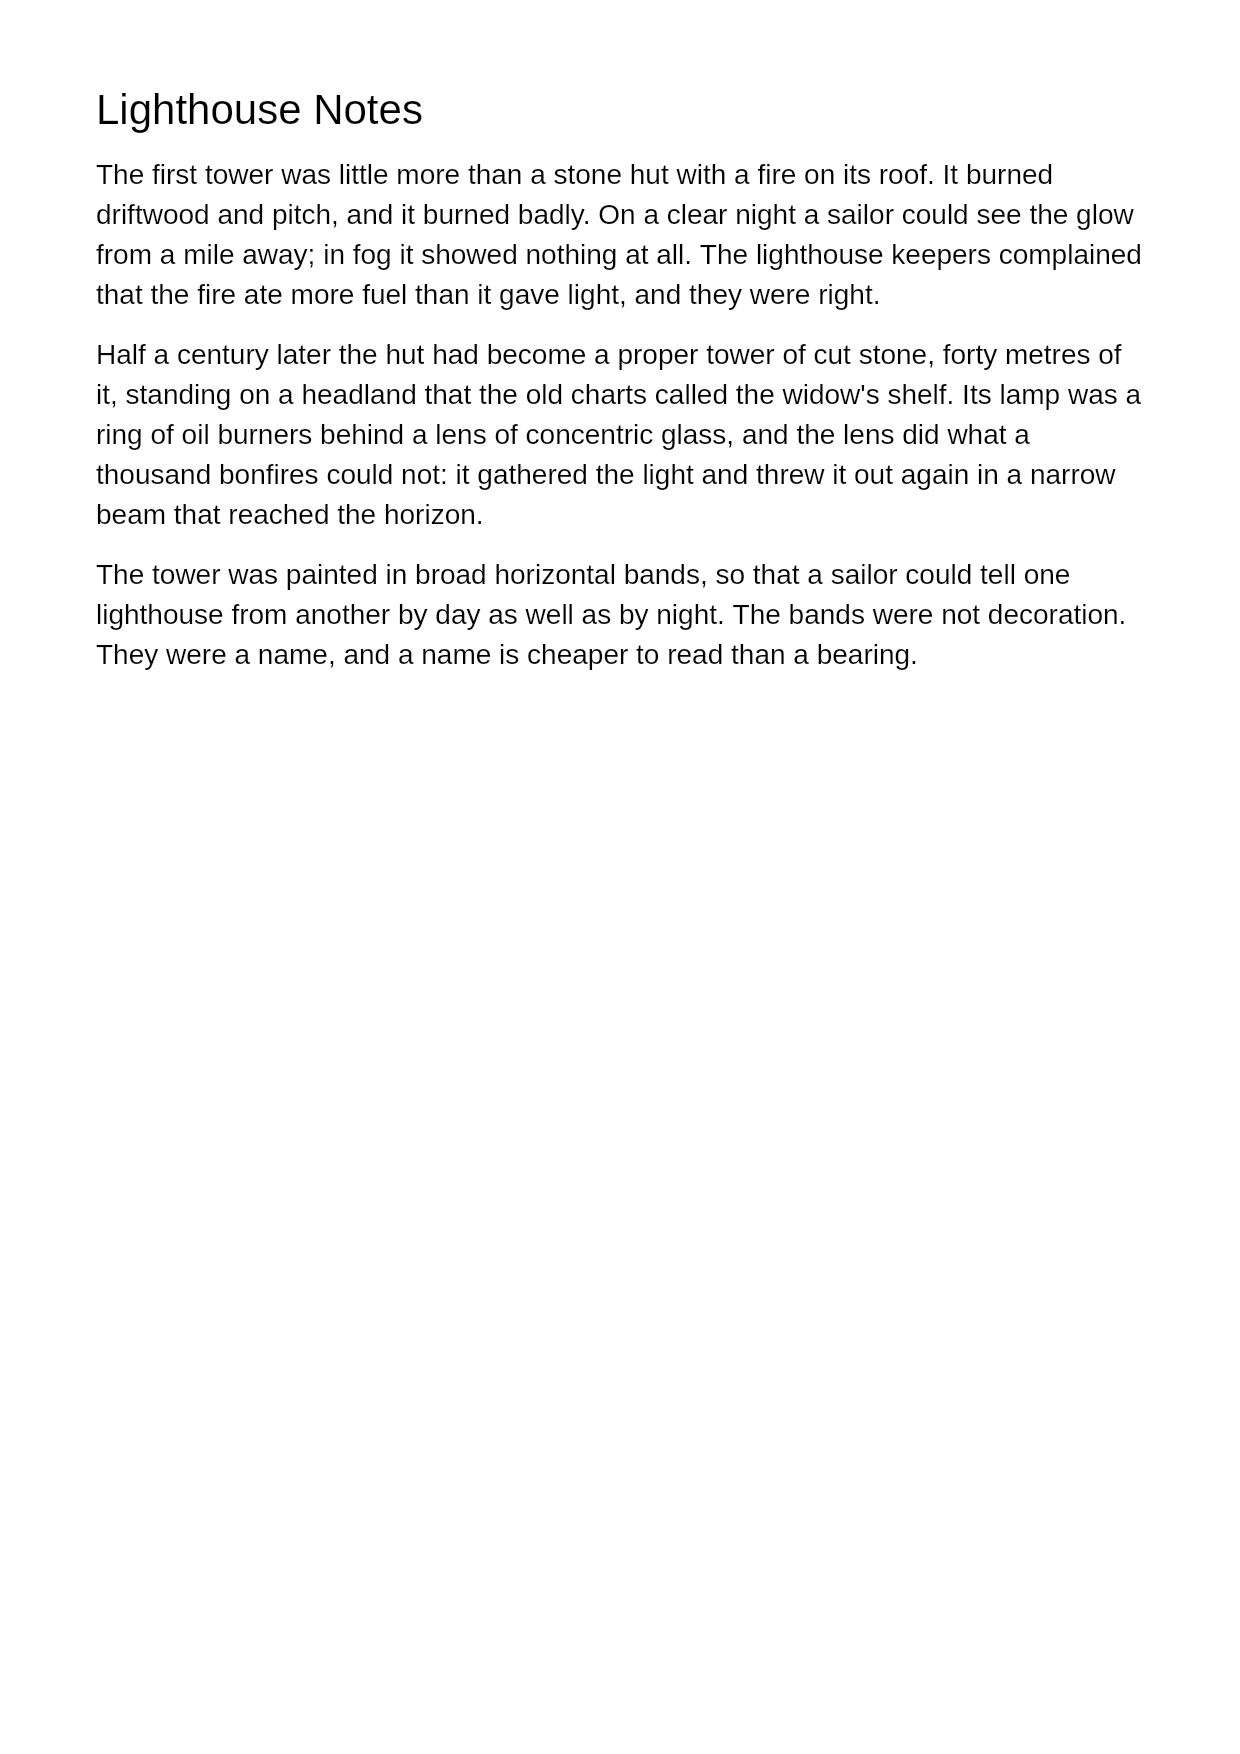 Lighthouse Notes
The first tower was little more than a stone hut with a fire on its roof. It burned
driftwood and pitch, and it burned badly. On a clear night a sailor could see the glow
from a mile away; in fog it showed nothing at all. The lighthouse keepers complained
that the fire ate more fuel than it gave light, and they were right.
Half a century later the hut had become a proper tower of cut stone, forty metres of
it, standing on a headland that the old charts called the widow's shelf. Its lamp was a
ring of oil burners behind a lens of concentric glass, and the lens did what a
thousand bonfires could not: it gathered the light and threw it out again in a narrow
beam that reached the horizon.
The tower was painted in broad horizontal bands, so that a sailor could tell one
lighthouse from another by day as well as by night. The bands were not decoration.
They were a name, and a name is cheaper to read than a bearing.